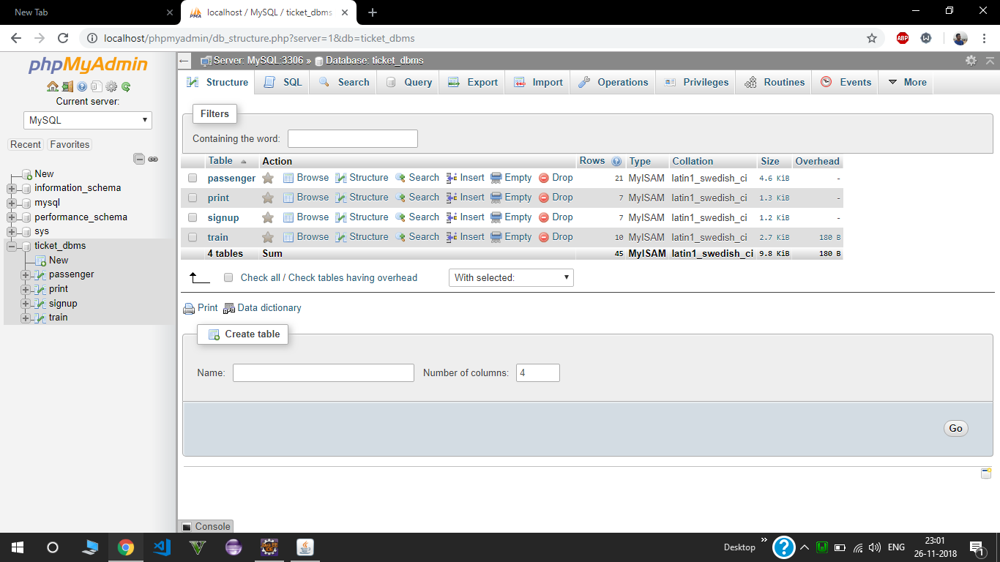 New Tab
localhost / MySQL / ticket_dbms
PMA
localhost/phpmyadmin/db_structure.php?server=1&db=ticket_dbms
ABP
phpMyAdmin
Current server:
MySQL
Recent Favorites
New
information_schema
mysql
performance_schema
sys
ticket_dbms
New
passenger
print
signup
train
Server: MySQL:3306 » Database: ticket_dbms
Structure SQL Search Query Export Import Operations Privileges Routines Events More
Filters
Containing the word:
Table Action Rows Type Collation Size Overhead
passenger Browse Structure Search Insert Empty Drop 21 MyISAM latin1_swedish_ci 4.6 KiB -
print Browse Structure Search Insert Empty Drop 7 MyISAM latin1_swedish_ci 1.3 KiB -
signup Browse Structure Search Insert Empty Drop 7 MyISAM latin1_swedish_ci 1.2 KiB -
train Browse Structure Search Insert Empty Drop 10 MyISAM latin1_swedish_ci 2.7 KiB 180 B
4 tables Sum 45 MyISAM latin1_swedish_ci 9.8 KiB 180 B
Check all / Check tables having overhead With selected:
Print Data dictionary
Create table
Name: Number of columns: 4
Go
Console
Desktop » ENG 23:01
26-11-2018 1